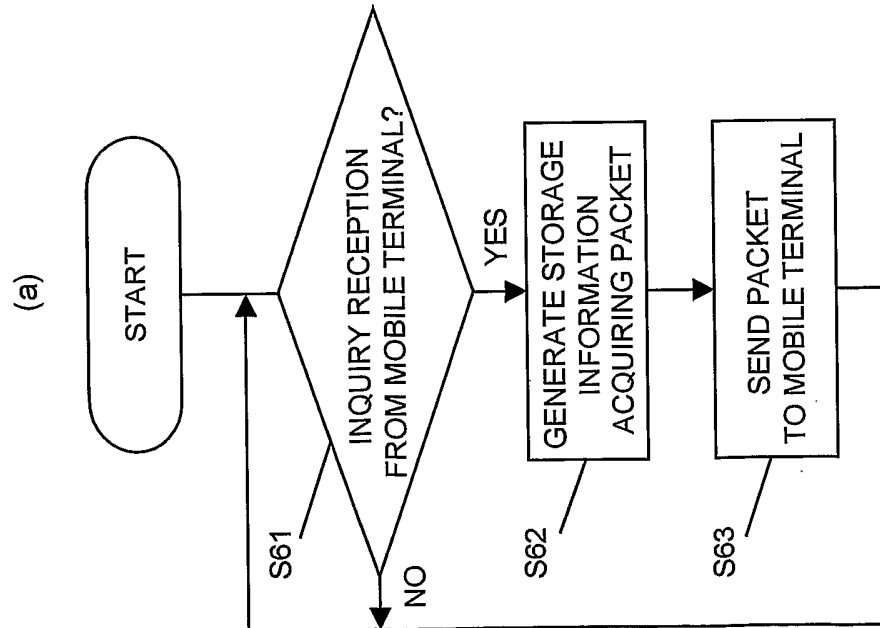 (a)
START
INQUIRY RECEPTION
FROM MOBILE TERMINAL?
S61
NO
YES
GENERATE STORAGE
INFORMATION
ACQUIRING PACKET
S62
SEND PACKET
TO MOBILE TERMINAL
S63